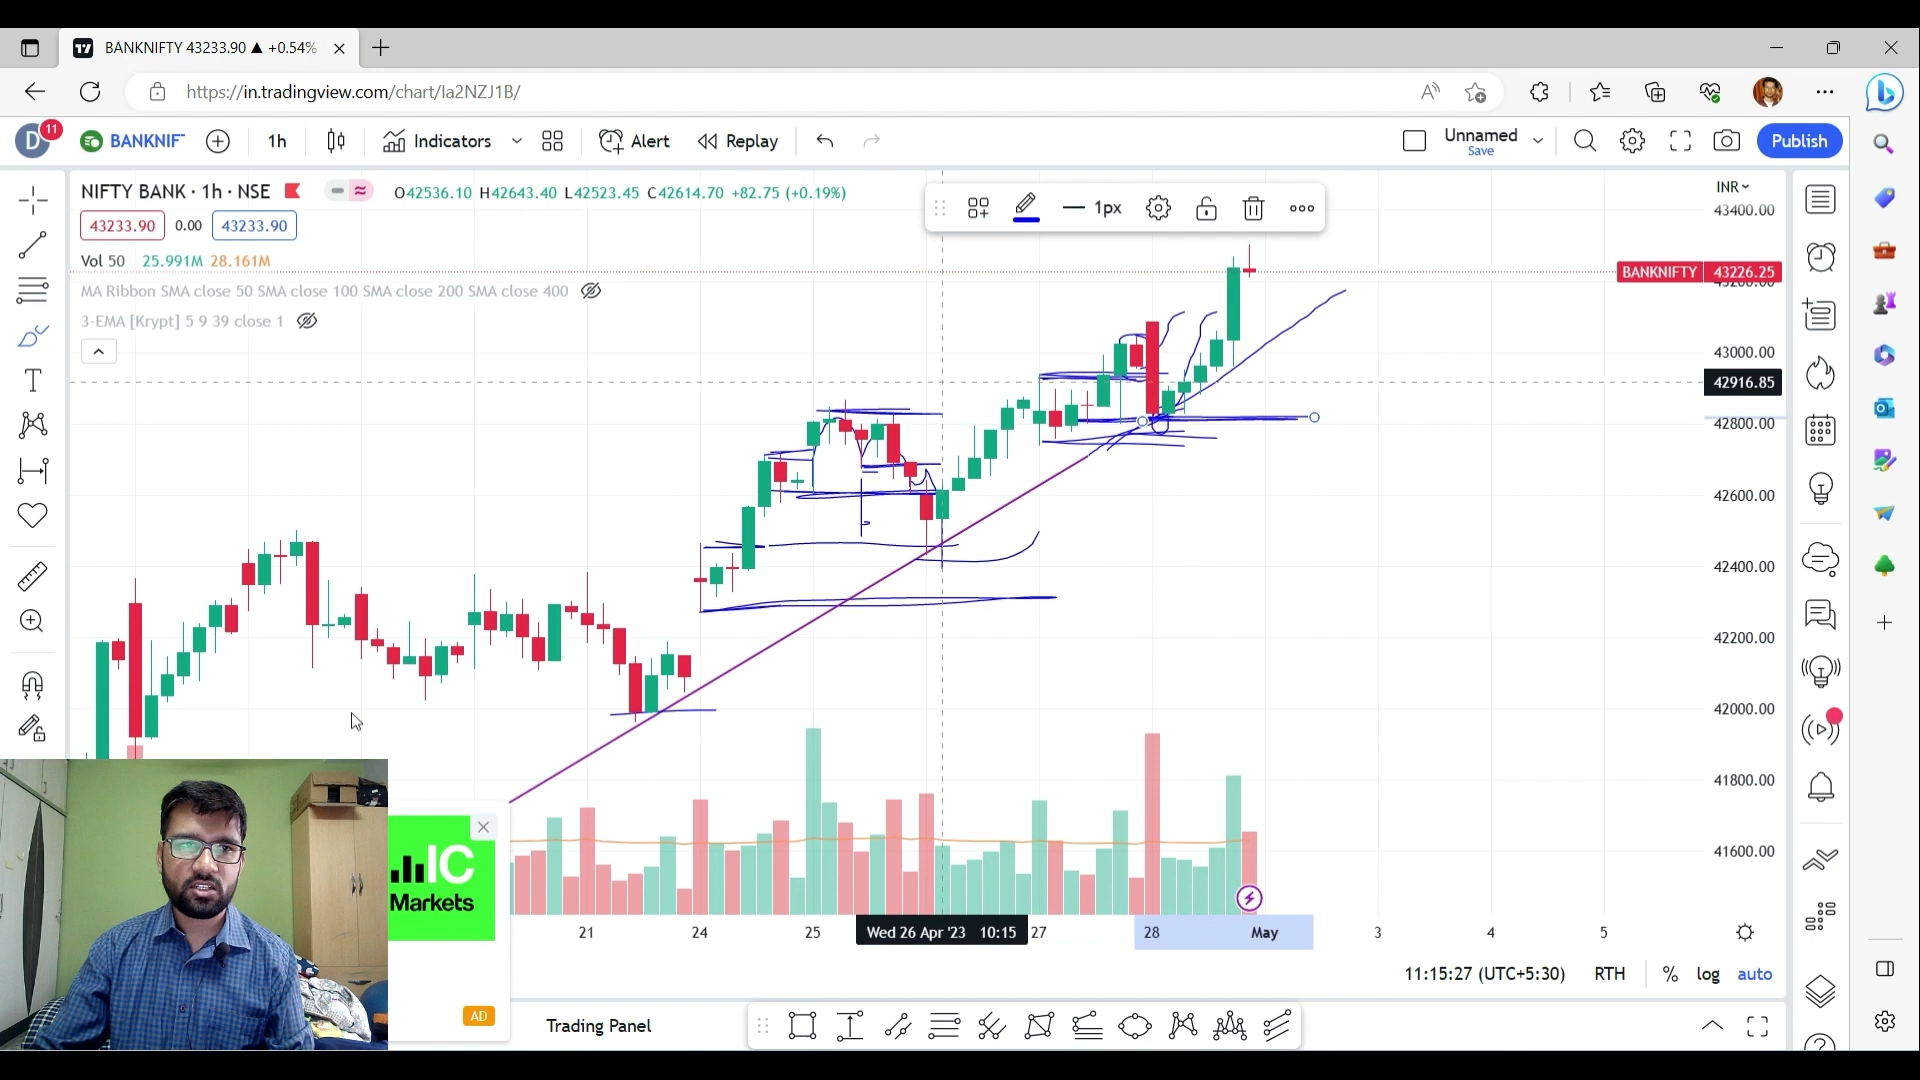 BANKNIFTY 43233.90 ▲ +0.54%
https://in.tradingview.com/chart/Ia2NZJ1B/
D 11 BANKNIF 1h Indicators Alert Replay Unnamed Publish
Save
NIFTY BANK · 1h · NSE O42536.10 H42643.40 L42523.45 C42614.70 +82.75 (+0.19%)
1px
INR
43233.90 0.00 43233.90
Vol 50 25.991M 28.161M
MA Ribbon SMA close 50 SMA close 100 SMA close 200 SMA close 400
3-EMA [Krypt] 5 9 39 close 1
43400.00
BANKNIFTY 43226.25
43200.00
43000.00
42916.85
42800.00
42600.00
42400.00
42200.00
42000.00
41800.00
41600.00
IC
Markets
AD
21 24 25 Wed 26 Apr '23 10:15 27 28 May 3 4 5
11:15:27 (UTC+5:30) RTH % log auto
Trading Panel